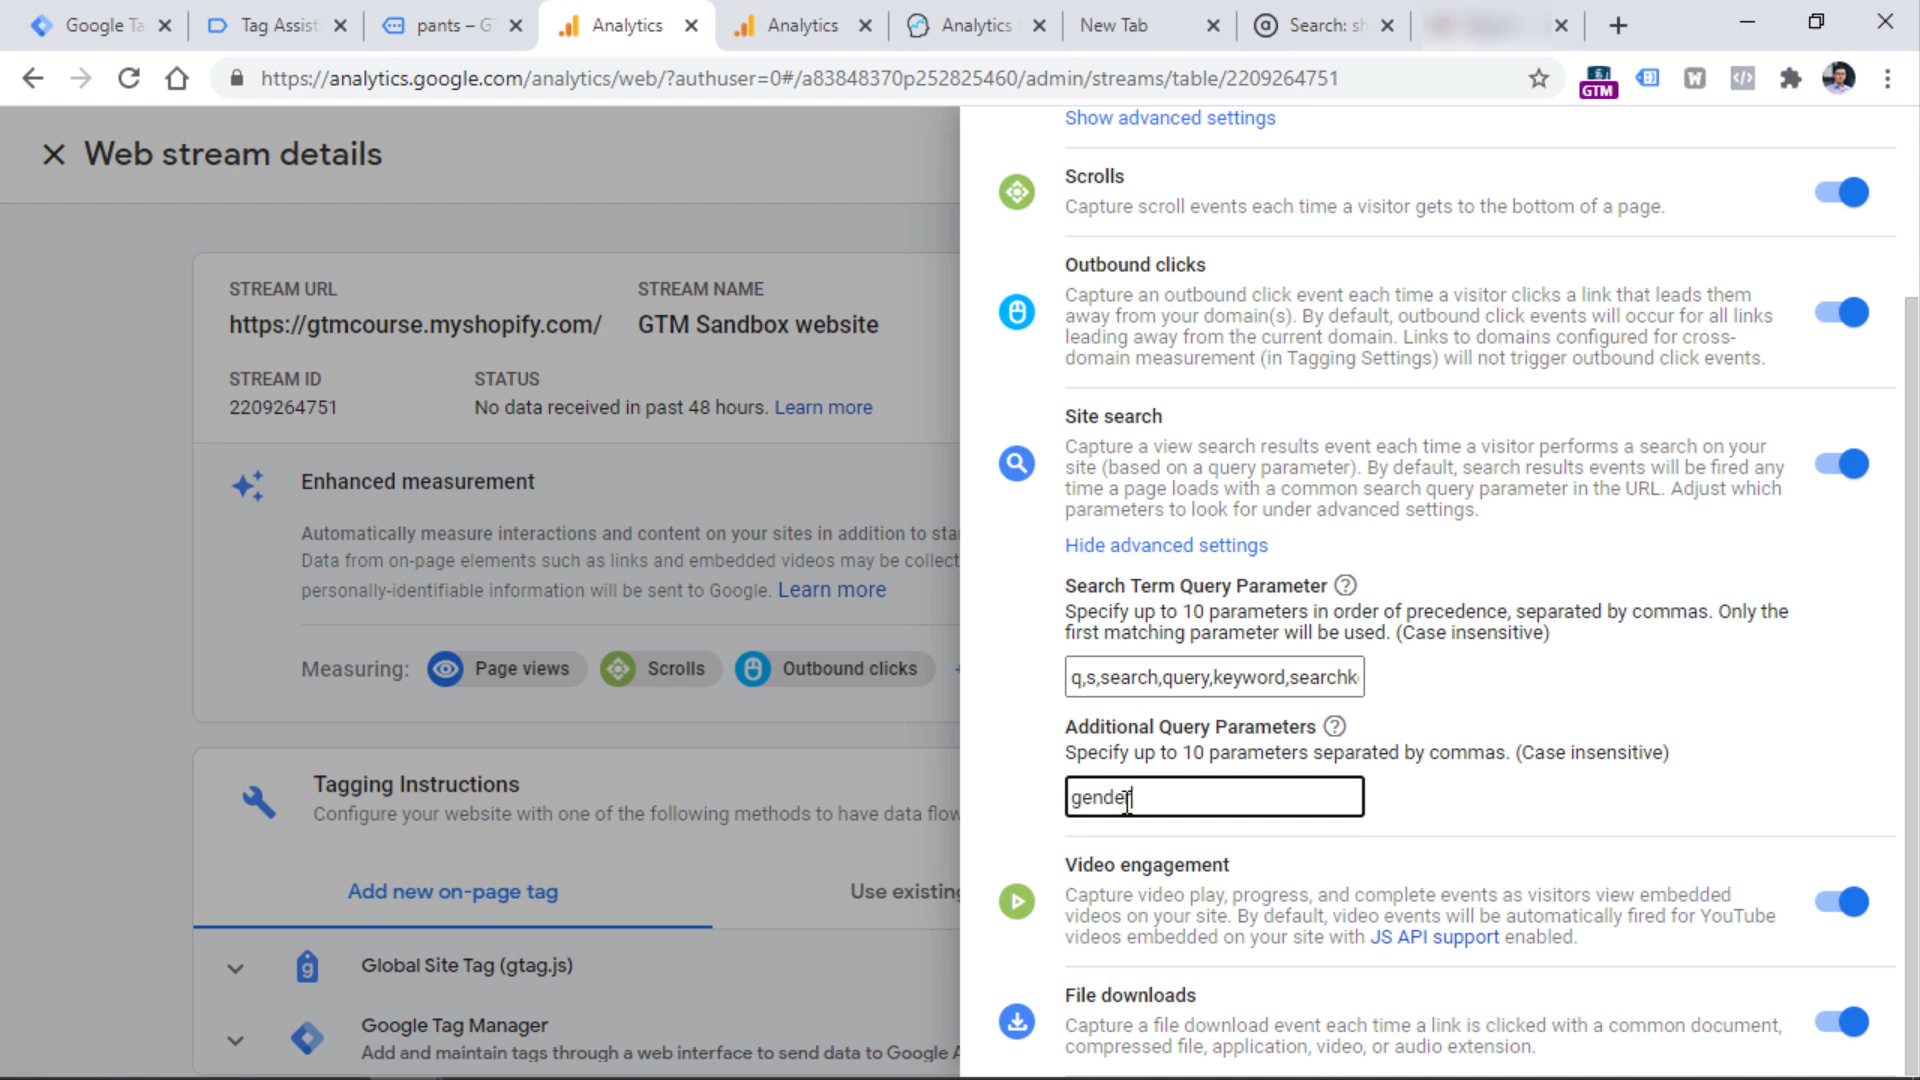 Google Ta
Tag Assist
pants – GT
Analytics
Analytics
Analytics
New Tab
Search: sh
https://analytics.google.com/analytics/web/?authuser=0#/a83848370p252825460/admin/streams/table/2209264751
GTM
Web stream details
STREAM URL
https://gtmcourse.myshopify.com/
STREAM NAME
GTM Sandbox website
STREAM ID
2209264751
STATUS
No data received in past 48 hours. Learn more
Enhanced measurement
Automatically measure interactions and content on your sites in addition to sta
Data from on-page elements such as links and embedded videos may be collect
personally-identifiable information will be sent to Google. Learn more
Measuring:
Page views
Scrolls
Outbound clicks
Tagging Instructions
Configure your website with one of the following methods to have data flow
Add new on-page tag
Use existing
Global Site Tag (gtag.js)
Google Tag Manager
Add and maintain tags through a web interface to send data to Google A
Show advanced settings
Scrolls
Capture scroll events each time a visitor gets to the bottom of a page.
Outbound clicks
Capture an outbound click event each time a visitor clicks a link that leads them
away from your domain(s). By default, outbound click events will occur for all links
leading away from the current domain. Links to domains configured for cross-
domain measurement (in Tagging Settings) will not trigger outbound click events.
Site search
Capture a view search results event each time a visitor performs a search on your
site (based on a query parameter). By default, search results events will be fired any
time a page loads with a common search query parameter in the URL. Adjust which
parameters to look for under advanced settings.
Hide advanced settings
Search Term Query Parameter
Specify up to 10 parameters in order of precedence, separated by commas. Only the
first matching parameter will be used. (Case insensitive)
q,s,search,query,keyword,searchk
Additional Query Parameters
Specify up to 10 parameters separated by commas. (Case insensitive)
gender
Video engagement
Capture video play, progress, and complete events as visitors view embedded
videos on your site. By default, video events will be automatically fired for YouTube
videos embedded on your site with JS API support enabled.
File downloads
Capture a file download event each time a link is clicked with a common document,
compressed file, application, video, or audio extension.